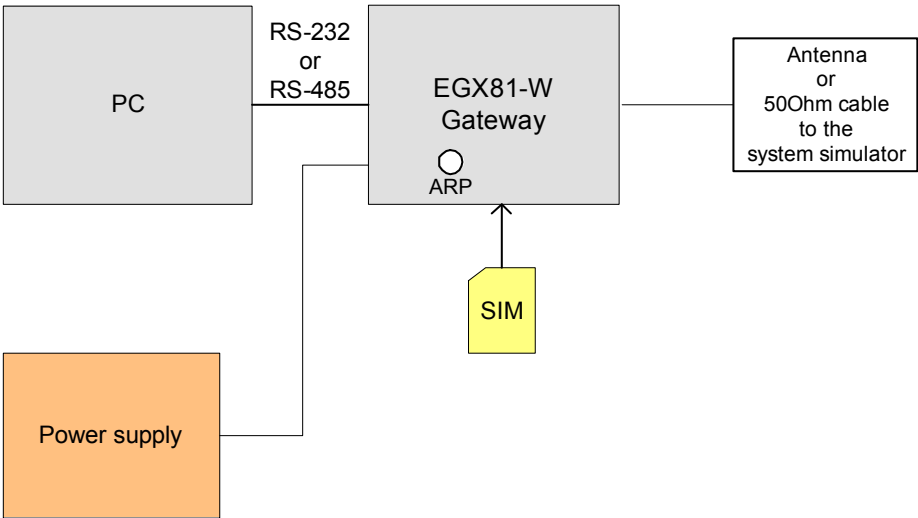 PC
RS-232
or
RS-485
EGX81-W
Gateway
ARP
Antenna
or
50Ohm cable
to the
system simulator
SIM
Power supply